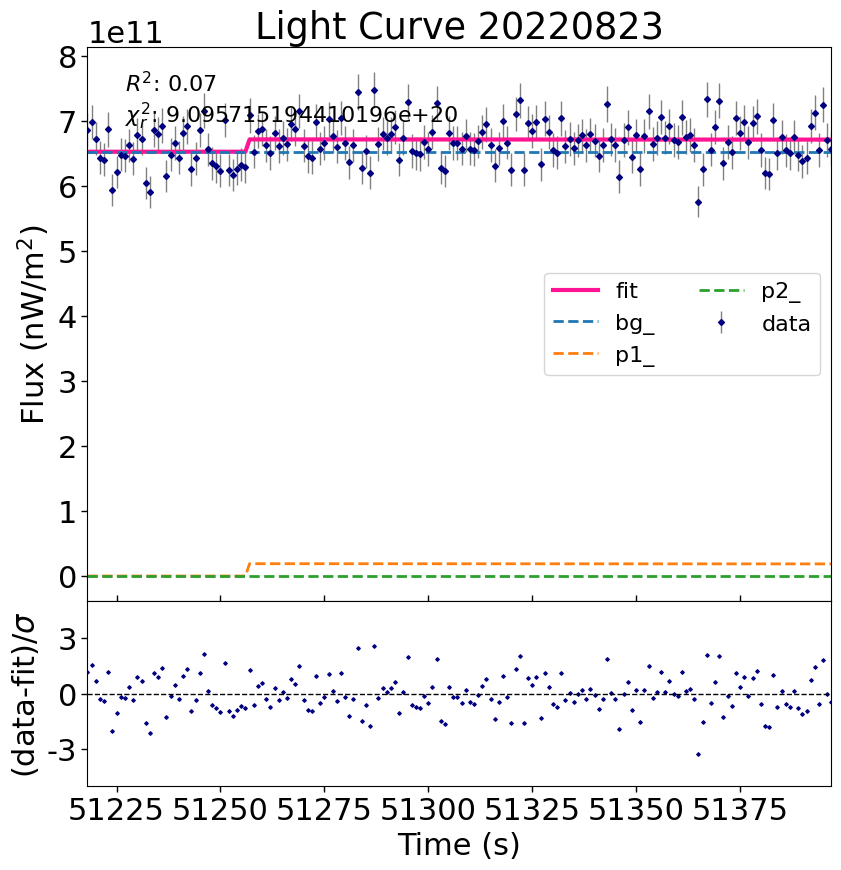 Light Curve 20220823
1e11
R²: 0.07
χ²ᵣ: 9.095715194410196e+20
8
7
6
5
4
3
2
1
0
Flux (nW/m²)
fit
bg_
p1_
p2_
data
3
0
-3
(data-fit)/σ
51225 51250 51275 51300 51325 51350 51375
Time (s)